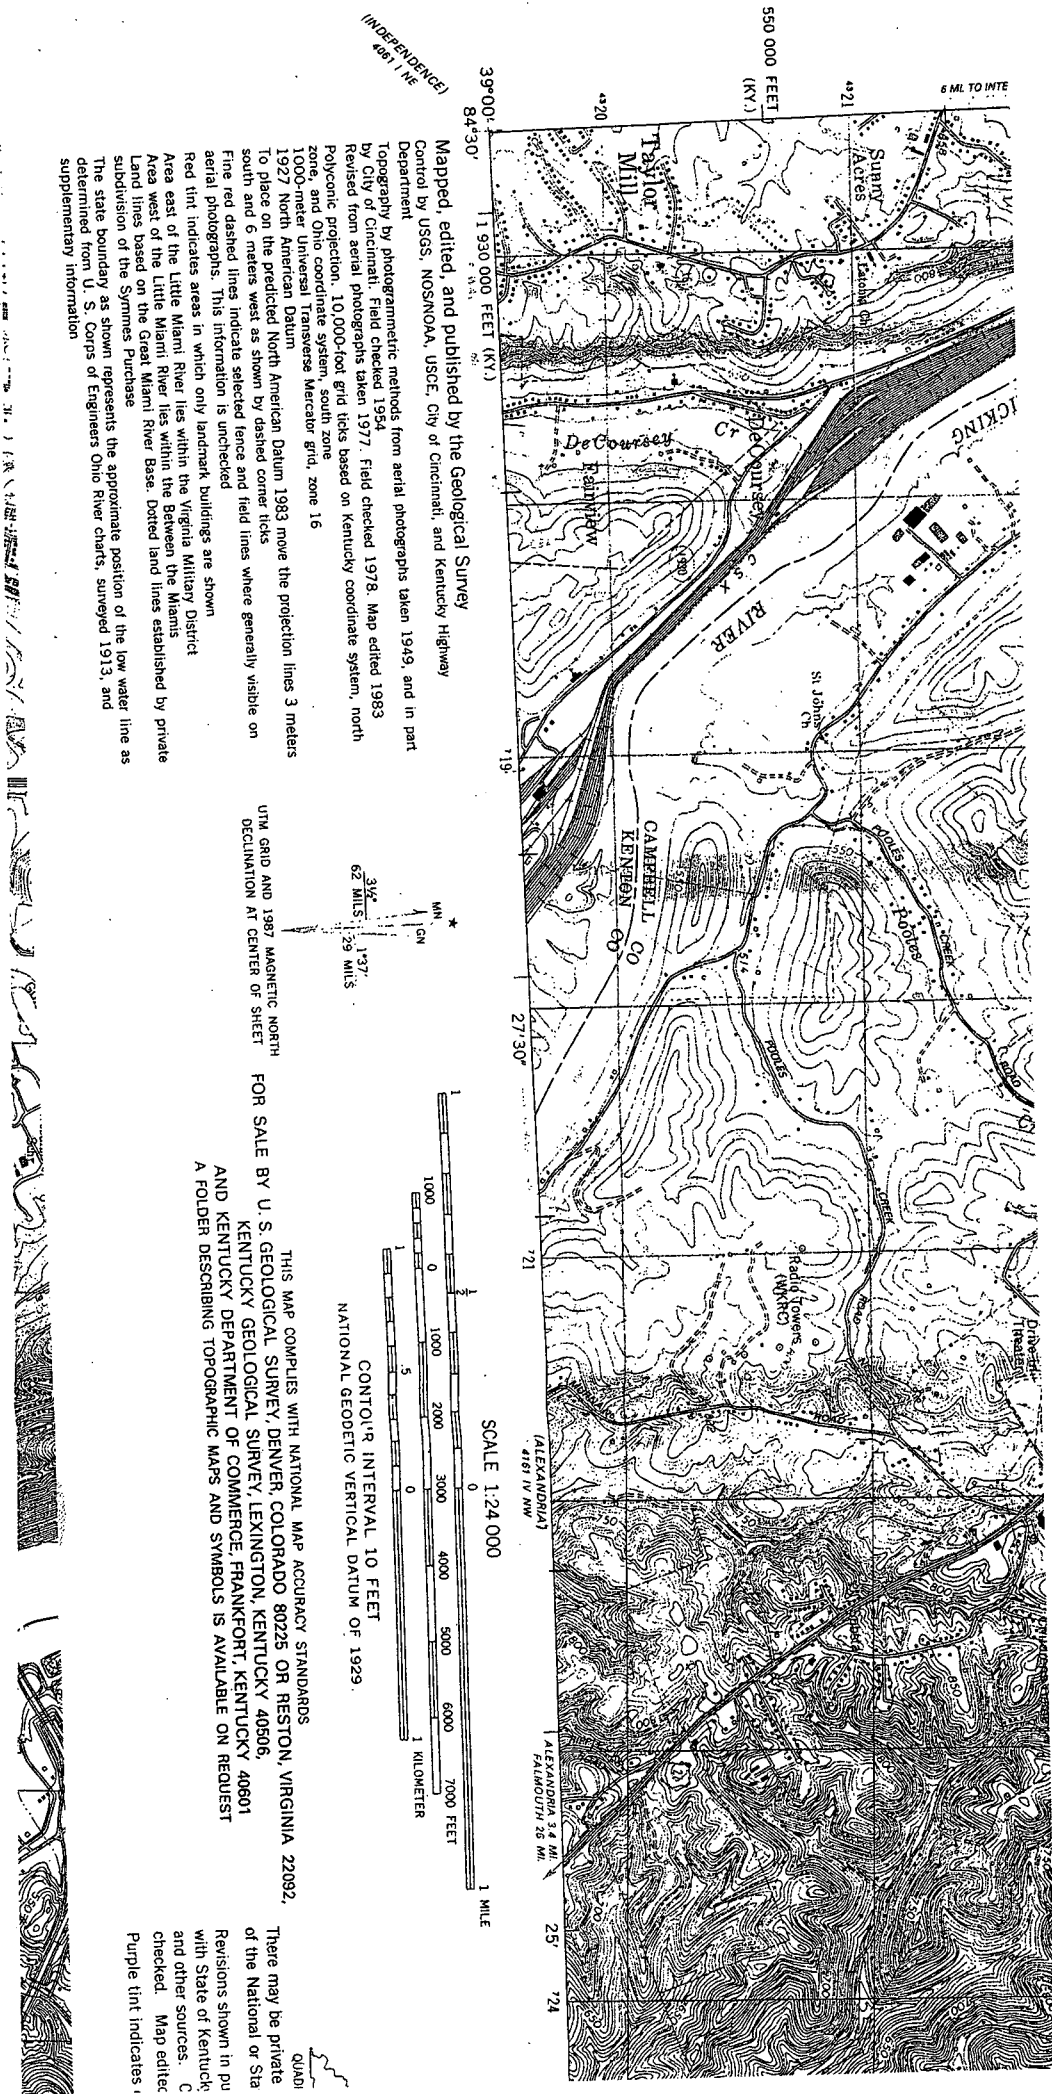 6 MI. TO INTE
550 000 FEET
(KY.)
4321
4320
39°00'
84°30'
(INDEPENDENCE)
4061 I NE
1 930 000 FEET (KY.)
Sunny
Acres
Taylor
Mill
Latonia Ch
DeCoursey
Cr
DeCoursey
Fairview
ICKING
RIVER
C S X
St Johns
Ch
719
CAMPBELL CO
KENTON CO
POOLES
CREEK
ROAD
Pooles
550
514
POOLES
CREEK
ROAD
27'30"
721
Radio Towers
(WKRC)
Drive-in
Theater
ROAD
(ALEXANDRIA)
4161 IV NW
ALEXANDRIA 3.4 MI.
FALMOUTH 26 MI.
25'
724
850
Mapped, edited, and published by the Geological Survey
Control by USGS, NOS/NOAA, USCE, City of Cincinnati, and Kentucky Highway
Department
Topography by photogrammetric methods from aerial photographs taken 1949, and in part
by City of Cincinnati. Field checked 1954
Revised from aerial photographs taken 1977. Field checked 1978. Map edited 1983
Polyconic projection. 10,000-foot grid ticks based on Kentucky coordinate system, north
zone, and Ohio coordinate system, south zone
1000-meter Universal Transverse Mercator grid, zone 16
1927 North American Datum
To place on the predicted North American Datum 1983 move the projection lines 3 meters
south and 6 meters west as shown by dashed corner ticks
Fine red dashed lines indicate selected fence and field lines where generally visible on
aerial photographs. This information is unchecked
Red tint indicates areas in which only landmark buildings are shown
Area east of the Little Miami River lies within the Virginia Military District
Area west of the Little Miami River lies within the Between the Miamis
Land lines based on the Great Miami River Base. Dotted land lines established by private
subdivision of the Symmes Purchase
The state boundary as shown represents the approximate position of the low water line as
determined from U. S. Corps of Engineers Ohio River charts, surveyed 1913, and
supplementary information
MN
GN
3½°
62 MILS
1°37'
29 MILS
UTM GRID AND 1987 MAGNETIC NORTH
DECLINATION AT CENTER OF SHEET
SCALE 1:24 000
1 ½ 0 1 MILE
1000 0 1000 2000 3000 4000 5000 6000 7000 FEET
1 .5 0 1 KILOMETER
CONTOUR INTERVAL 10 FEET
NATIONAL GEODETIC VERTICAL DATUM OF 1929
THIS MAP COMPLIES WITH NATIONAL MAP ACCURACY STANDARDS
FOR SALE BY U. S. GEOLOGICAL SURVEY, DENVER, COLORADO 80225 OR RESTON, VIRGINIA 22092,
KENTUCKY GEOLOGICAL SURVEY, LEXINGTON, KENTUCKY 40506,
AND KENTUCKY DEPARTMENT OF COMMERCE, FRANKFORT, KENTUCKY 40601
A FOLDER DESCRIBING TOPOGRAPHIC MAPS AND SYMBOLS IS AVAILABLE ON REQUEST
QUAD
There may be private
of the National or Sta
Revisions shown in pu
with State of Kentuck
and other sources. C
checked. Map edited
Purple tint indicates